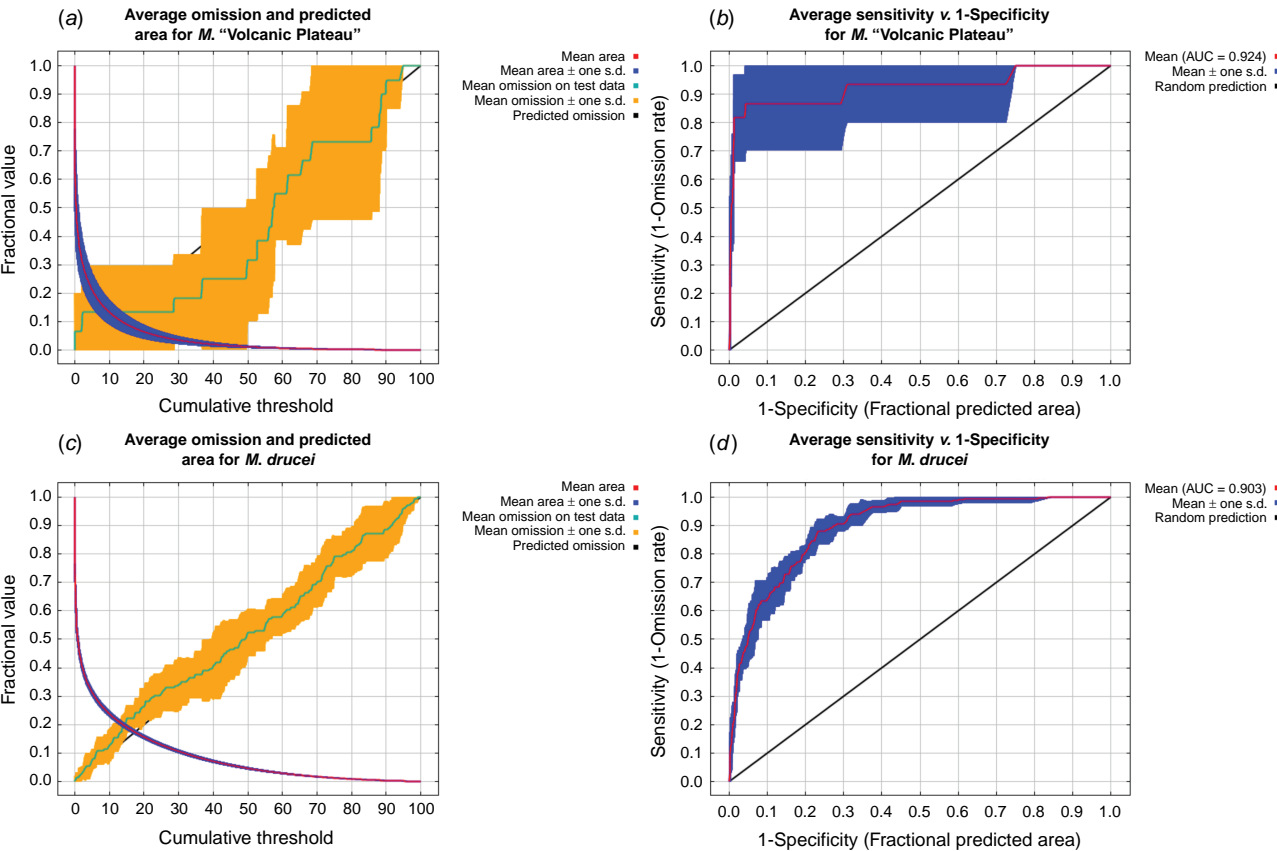 (a)
Average omission and predicted
area for M. “Volcanic Plateau”
Mean area
Mean area ± one s.d.
Mean omission on test data
Mean omission ± one s.d.
Predicted omission
1.0
0.9
0.8
0.7
0.6
0.5
0.4
0.3
0.2
0.1
0.0
Fractional value
0 10 20 30 40 50 60 70 80 90 100
Cumulative threshold
(b)
Average sensitivity v. 1-Specificity
for M. “Volcanic Plateau”
Mean (AUC = 0.924)
Mean ± one s.d.
Random prediction
1.0
0.9
0.8
0.7
0.6
0.5
0.4
0.3
0.2
0.1
0.0
Sensitivity (1-Omission rate)
0.0 0.1 0.2 0.3 0.4 0.5 0.6 0.7 0.8 0.9 1.0
1-Specificity (Fractional predicted area)
(c)
Average omission and predicted
area for M. drucei
Mean area
Mean area ± one s.d.
Mean omission on test data
Mean omission ± one s.d.
Predicted omission
1.0
0.9
0.8
0.7
0.6
0.5
0.4
0.3
0.2
0.1
0.0
Fractional value
0 10 20 30 40 50 60 70 80 90 100
Cumulative threshold
(d)
Average sensitivity v. 1-Specificity
for M. drucei
Mean (AUC = 0.903)
Mean ± one s.d.
Random prediction
1.0
0.9
0.8
0.7
0.6
0.5
0.4
0.3
0.2
0.1
0.0
Sensitivity (1-Omission rate)
0.0 0.1 0.2 0.3 0.4 0.5 0.6 0.7 0.8 0.9 1.0
1-Specificity (Fractional predicted area)